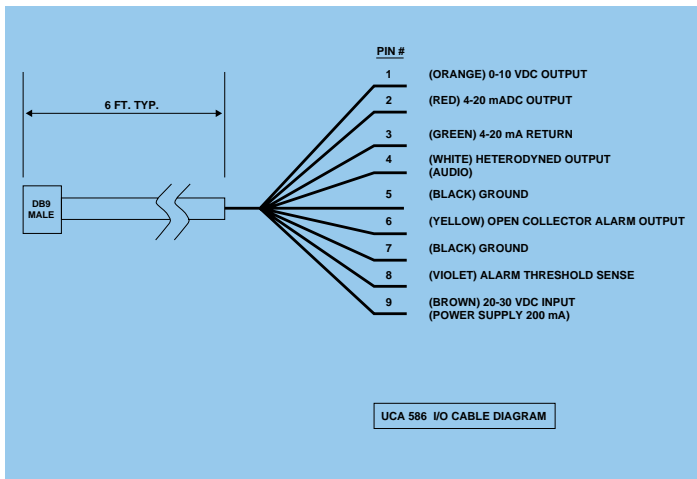 PIN #
1 (ORANGE) 0-10 VDC OUTPUT
2 (RED) 4-20 mADC OUTPUT
6 FT. TYP.
3 (GREEN) 4-20 mA RETURN
4 (WHITE) HETERODYNED OUTPUT
(AUDIO)
5 (BLACK) GROUND
DB9
MALE
6 (YELLOW) OPEN COLLECTOR ALARM OUTPUT
7 (BLACK) GROUND
8 (VIOLET) ALARM THRESHOLD SENSE
9 (BROWN) 20-30 VDC INPUT
(POWER SUPPLY 200 mA)
UCA 586 I/O CABLE DIAGRAM